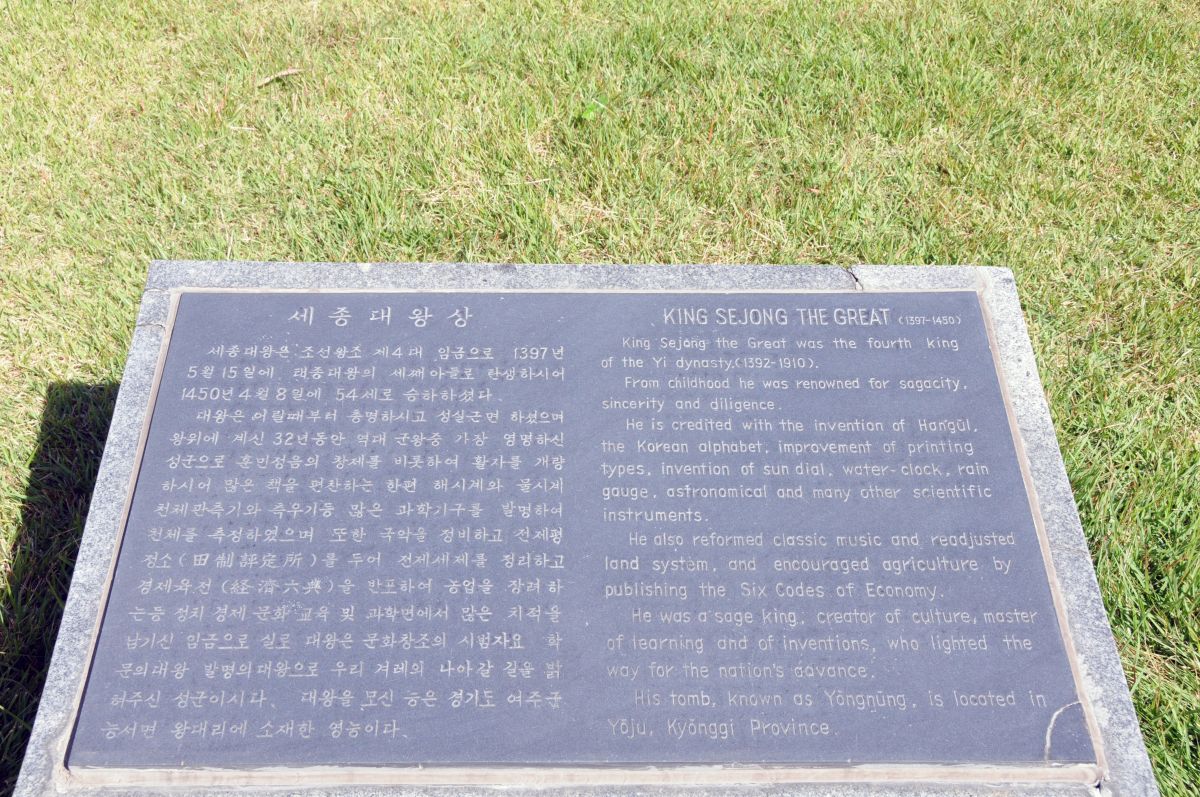 세종대왕상
세종대왕은 조선왕조 제4대 임금으로 1397년
5월 15일에 태종대왕의 세째아들로 탄생하시어
1450년 4월 8일에 54세로 승하하셨다.
대왕은 어릴때부터 총명하시고 성실근면 하셨으며
왕위에 계신 32년동안 역대 군왕중 가장 영명하신
성군으로 훈민정음의 창제를 비롯하여 활자를 개량
하시어 많은 책을 편찬하는 한편 해시계와 물시계
천체관측기와 측우기등 많은 과학기구를 발명하여
천체를 측정하였으며 또한 국악을 정비하고 전제평
정소(田制評定所)를 두어 전제세제를 정리하고
경제육전(経濟六典)을 반포하여 농업을 장려 하
는등 정치 경제 문화 교육 및 과학면에서 많은 치적을
남기신 임금으로 실로 대왕은 문화창조의 시범자요 학
문의대왕 발명의대왕으로 우리 겨레의 나아갈 길을 밝
혀주신 성군이시다. 대왕을 모신 능은 경기도 여주군
능서면 왕대리에 소재한 영능이다.
KING SEJONG THE GREAT (1397-1450)
King Sejong the Great was the fourth king
of the Yi dynasty.(1392-1910).
From childhood he was renowned for sagacity,
sincerity and diligence.
He is credited with the invention of Han'gŭl,
the Korean alphabet, improvement of printing
types, invention of sun dial, water-clock, rain
gauge, astronomical and many other scientific
instruments.
He also reformed classic music and readjusted
land system, and encouraged agriculture by
publishing the Six Codes of Economy.
He was a sage king, creator of culture, master
of learning and of inventions, who lighted the
way for the nation's advance.
His tomb, known as Yŏngnŭng, is located in
Yŏju, Kyŏnggi Province.